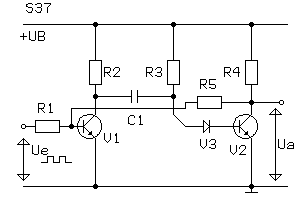 S37
+UB
R2 R3 R4
R5
R1 C1
V1 V3 V2
Ue Ua